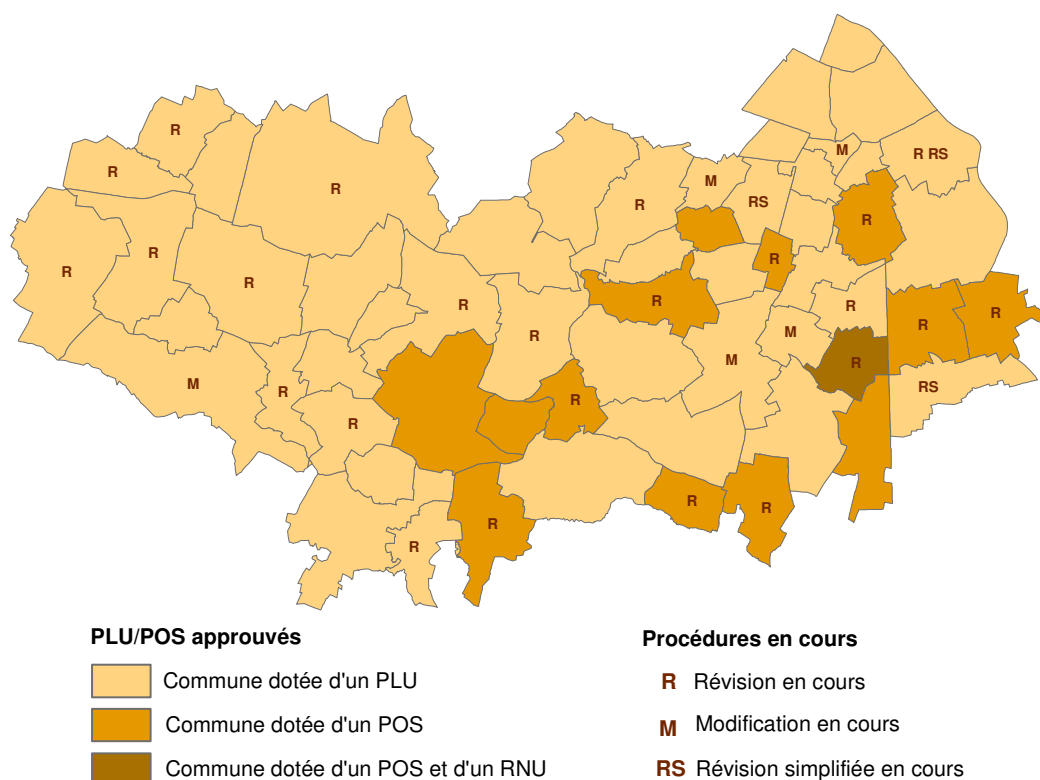 R
M
R RS
R
R
M
R
R
RS
R
R
R
R
R
R
R
R
R
R
R
M
R
M
R
M
RS
R
R
R
R
R
R
R
PLU/POS approuvés
Commune dotée d'un PLU
Commune dotée d'un POS
Commune dotée d'un POS et d'un RNU
Procédures en cours
R Révision en cours
M Modification en cours
RS Révision simplifiée en cours